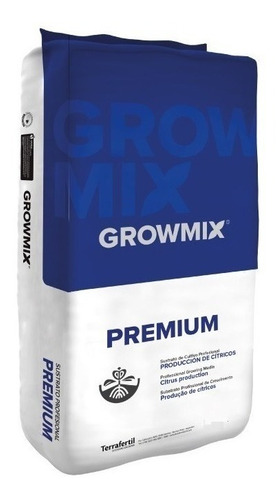 GROW
MIX
GROWMIX
PREMIUM
Sustrato de Cultivo Profesional
PRODUCCIÓN DE CÍTRICOS
Professional Growing Media
Citrus production
Substrato Profissional de Crescimento
Produção de citricos
Terrafertil
GROWMIX
SUSTRATO PROFESIONAL
PREMIUM